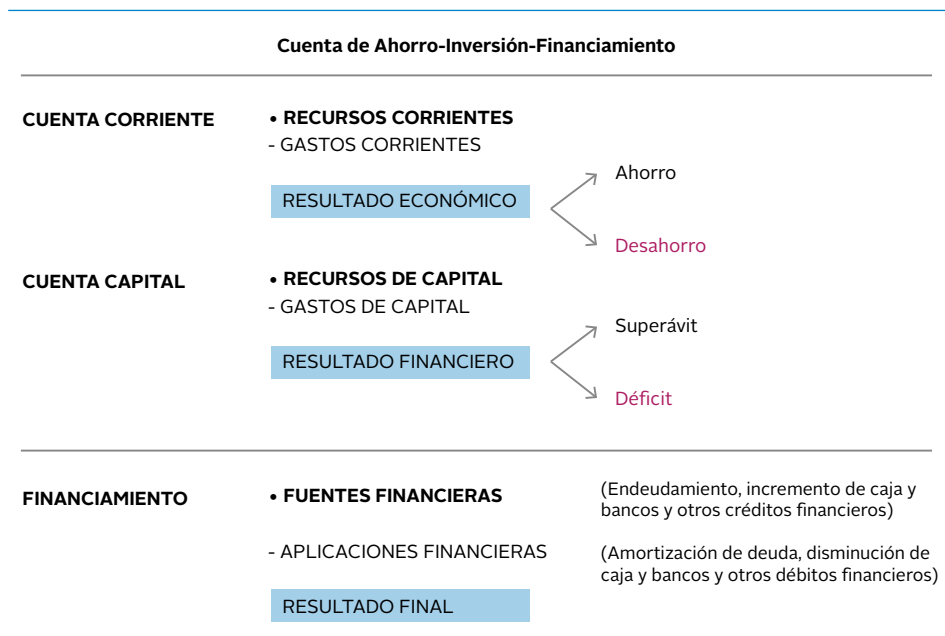 Cuenta de Ahorro-Inversión-Financiamiento
CUENTA CORRIENTE
• RECURSOS CORRIENTES
- GASTOS CORRIENTES
RESULTADO ECONÓMICO
Ahorro
Desahorro
CUENTA CAPITAL
• RECURSOS DE CAPITAL
- GASTOS DE CAPITAL
RESULTADO FINANCIERO
Superávit
Déficit
FINANCIAMIENTO
• FUENTES FINANCIERAS
(Endeudamiento, incremento de caja y
bancos y otros créditos financieros)
- APLICACIONES FINANCIERAS
(Amortización de deuda, disminución de
caja y bancos y otros débitos financieros)
RESULTADO FINAL